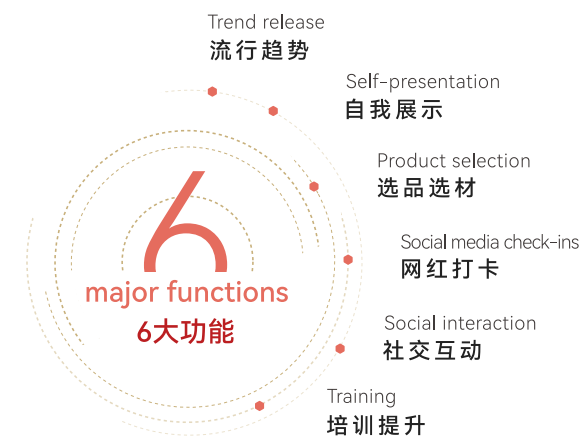 Trend release
流行趋势
Self-presentation
自我展示
Product selection
选品选材
Social media check-ins
网红打卡
Social interaction
社交互动
Training
培训提升
6
major functions
6大功能